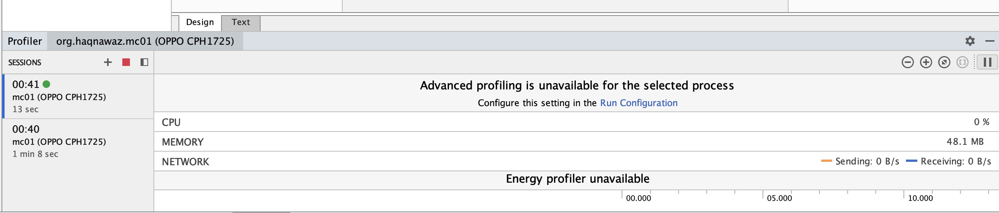 Design Text
Profiler org.haqnawaz.mc01 (OPPO CPH1725)
SESSIONS
00:41
mc01 (OPPO CPH1725)
13 sec
00:40
mc01 (OPPO CPH1725)
1 min 8 sec
Advanced profiling is unavailable for the selected process
Configure this setting in the Run Configuration
CPU 0 %
MEMORY 48.1 MB
NETWORK Sending: 0 B/s Receiving: 0 B/s
Energy profiler unavailable
00.000 05.000 10.000